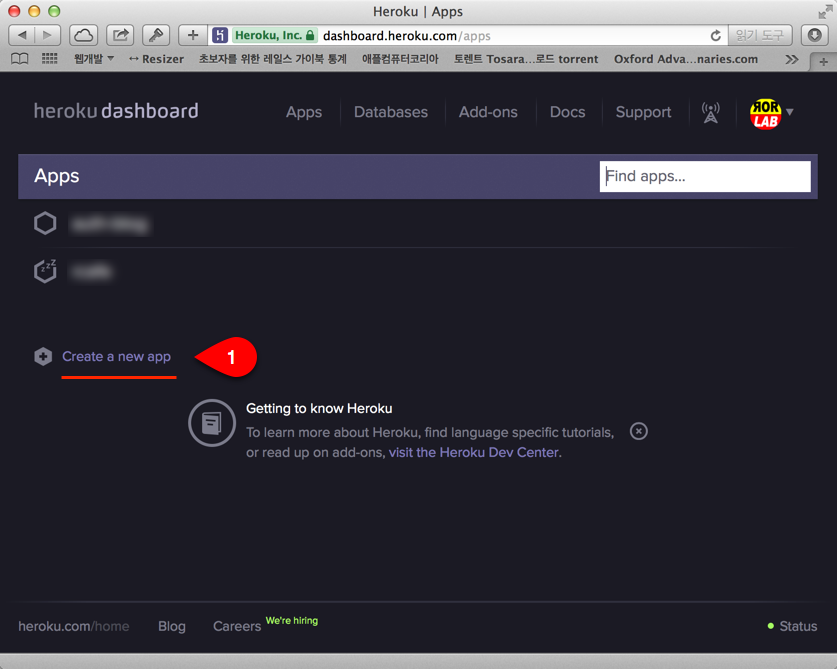 Heroku | Apps
Heroku, Inc. dashboard.heroku.com/apps 읽기 도구
웹개발 ↔ Resizer 초보자를 위한 레일스 가이북 통계 애플컴퓨터코리아 토렌트 Tosara...로드 torrent Oxford Adva...naries.com
heroku dashboard Apps Databases Add-ons Docs Support ROR LAB
Apps Find apps...
zzZ
Create a new app 1
Getting to know Heroku
To learn more about Heroku, find language specific tutorials,
or read up on add-ons, visit the Heroku Dev Center.
heroku.com/home Blog Careers We're hiring Status